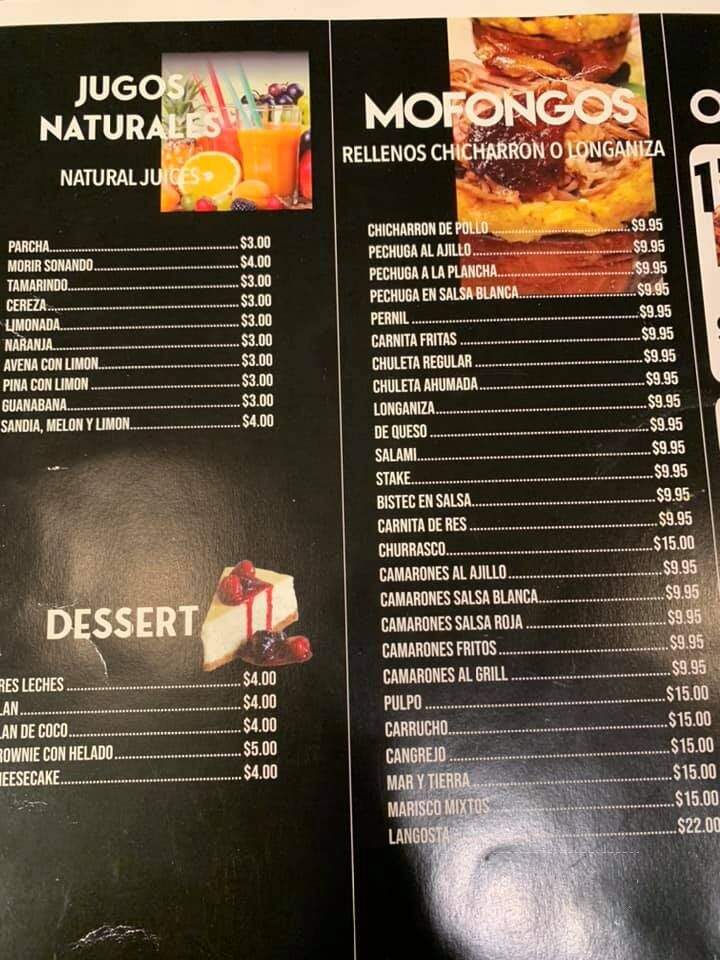 JUGOS
NATURALES
NATURAL JUICES
PARCHA $3.00
MORIR SONANDO $4.00
TAMARINDO $3.00
CEREZA $3.00
LIMONADA $3.00
NARANJA $3.00
AVENA CON LIMON $3.00
PINA CON LIMON $3.00
GUANABANA $3.00
SANDIA, MELON Y LIMON $4.00
DESSERT
RES LECHES $4.00
LAN $4.00
LAN DE COCO $4.00
ROWNIE CON HELADO $5.00
HEESECAKE $4.00
MOFONGOS
RELLENOS CHICHARRON O LONGANIZA
CHICHARRON DE POLLO $9.95
PECHUGA AL AJILLO $9.95
PECHUGA A LA PLANCHA $9.95
PECHUGA EN SALSA BLANCA $9.95
PERNIL $9.95
CARNITA FRITAS $9.95
CHULETA REGULAR $9.95
CHULETA AHUMADA $9.95
LONGANIZA $9.95
DE QUESO $9.95
SALAMI $9.95
STAKE $9.95
BISTEC EN SALSA $9.95
CARNITA DE RES $9.95
CHURRASCO $15.00
CAMARONES AL AJILLO $9.95
CAMARONES SALSA BLANCA $9.95
CAMARONES SALSA ROJA $9.95
CAMARONES FRITOS $9.95
CAMARONES AL GRILL $9.95
PULPO $15.00
CARRUCHO $15.00
CANGREJO $15.00
MAR Y TIERRA $15.00
MARISCO MIXTOS $15.00
LANGOSTA $22.00